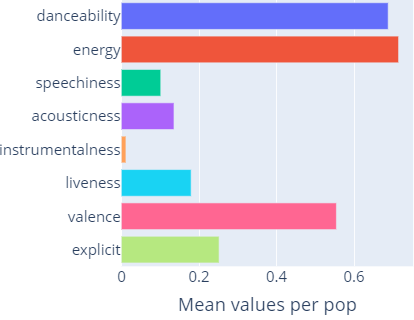 danceability
energy
speechiness
acousticness
instrumentalness
liveness
valence
explicit
0 0.2 0.4 0.6
Mean values per pop